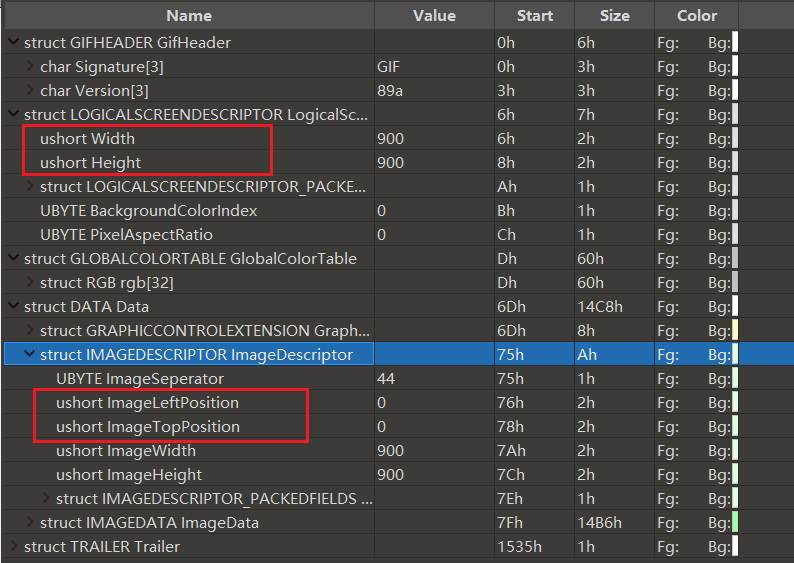 Name Value Start Size Color
struct GIFHEADER GifHeader 0h 6h Fg: Bg:
char Signature[3] GIF 0h 3h Fg: Bg:
char Version[3] 89a 3h 3h Fg: Bg:
struct LOGICALSCREENDESCRIPTOR LogicalSc... 6h 7h Fg: Bg:
ushort Width 900 6h 2h Fg: Bg:
ushort Height 900 8h 2h Fg: Bg:
struct LOGICALSCREENDESCRIPTOR_PACKE... Ah 1h Fg: Bg:
UBYTE BackgroundColorIndex 0 Bh 1h Fg: Bg:
UBYTE PixelAspectRatio 0 Ch 1h Fg: Bg:
struct GLOBALCOLORTABLE GlobalColorTable Dh 60h Fg: Bg:
struct RGB rgb[32] Dh 60h Fg: Bg:
struct DATA Data 6Dh 14C8h Fg: Bg:
struct GRAPHICCONTROLEXTENSION Graph... 6Dh 8h Fg: Bg:
struct IMAGEDESCRIPTOR ImageDescriptor 75h Ah Fg: Bg:
UBYTE ImageSeperator 44 75h 1h Fg: Bg:
ushort ImageLeftPosition 0 76h 2h Fg: Bg:
ushort ImageTopPosition 0 78h 2h Fg: Bg:
ushort ImageWidth 900 7Ah 2h Fg: Bg:
ushort ImageHeight 900 7Ch 2h Fg: Bg:
struct IMAGEDESCRIPTOR_PACKEDFIELDS ... 7Eh 1h Fg: Bg:
struct IMAGEDATA ImageData 7Fh 14B6h Fg: Bg:
struct TRAILER Trailer 1535h 1h Fg: Bg: